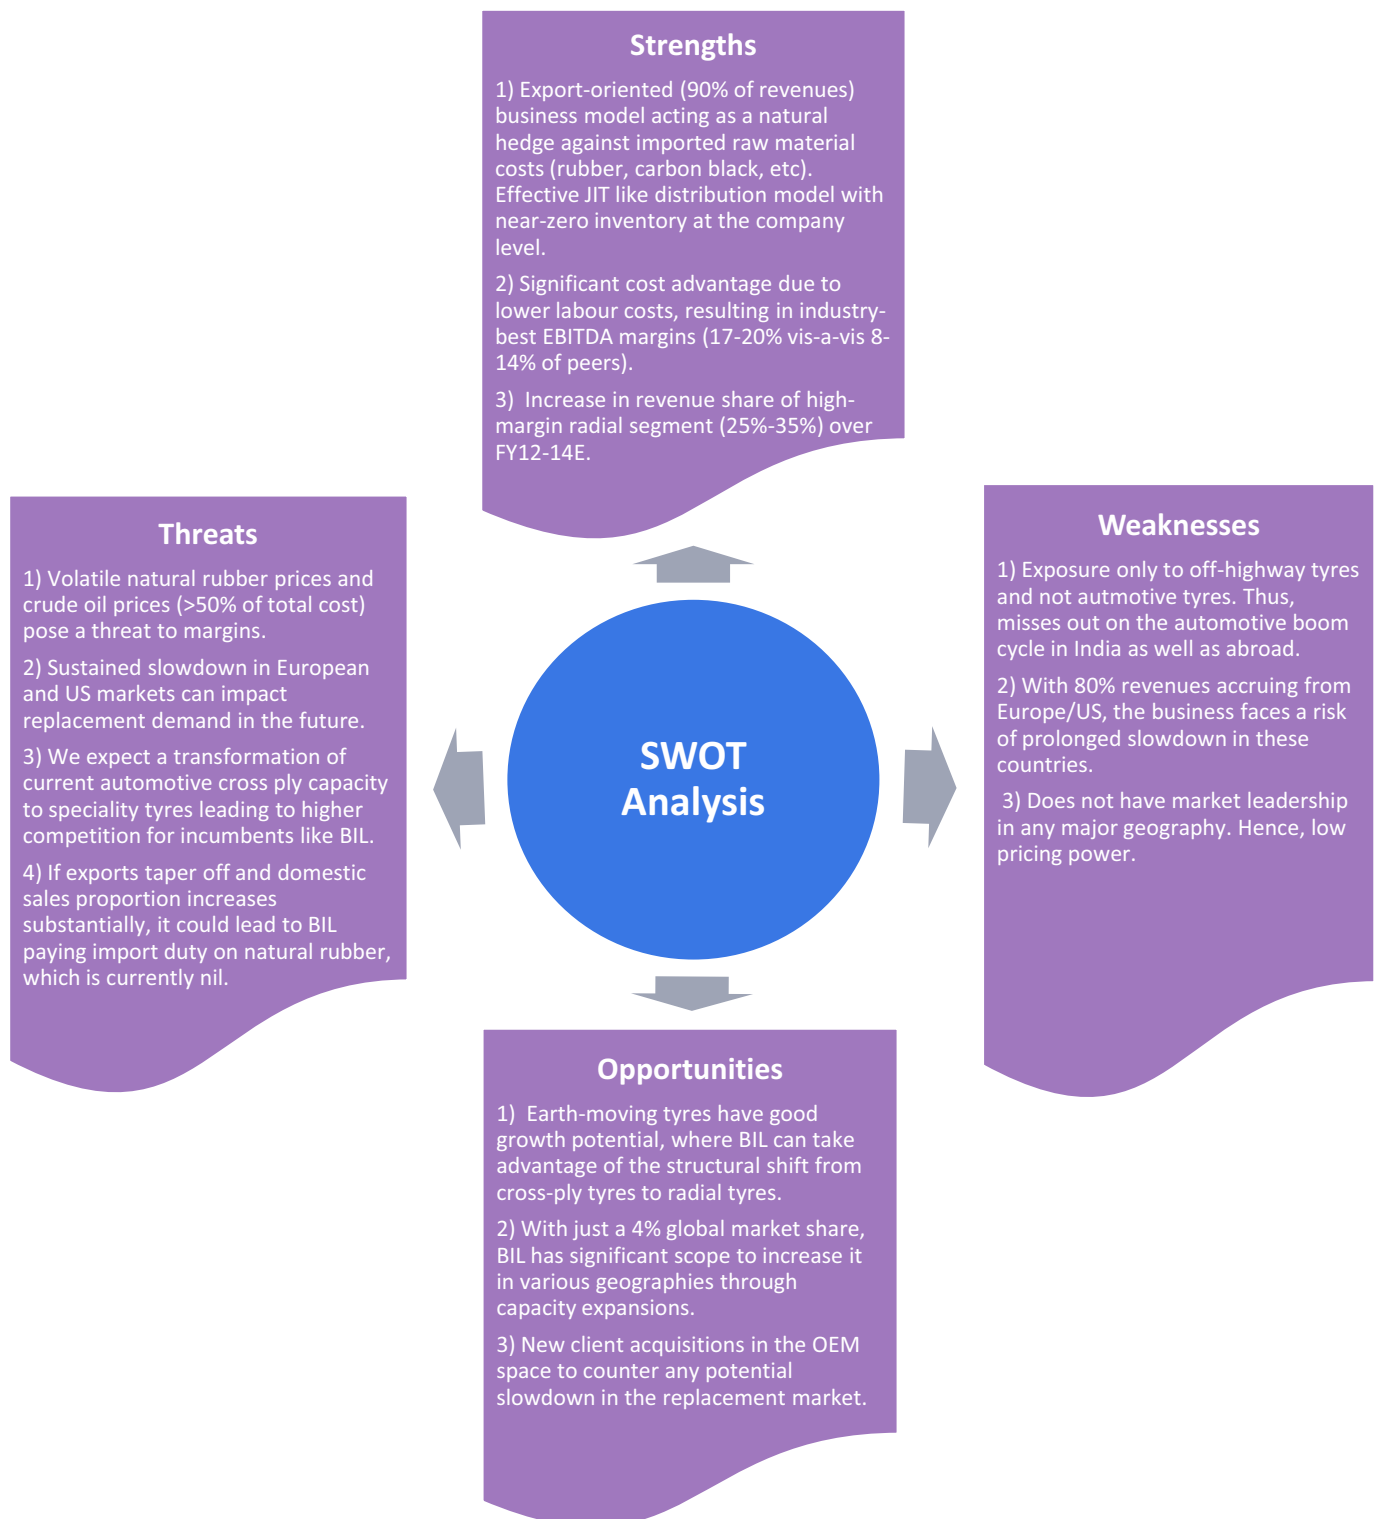 Strengths
1) Export-oriented (90% of revenues)
business model acting as a natural
hedge against imported raw material
costs (rubber, carbon black, etc).
Effective JIT like distribution model with
near-zero inventory at the company
level.
2) Significant cost advantage due to
lower labour costs, resulting in industry-
best EBITDA margins (17-20% vis-a-vis 8-
14% of peers).
3)  Increase in revenue share of high-
margin radial segment (25%-35%) over
FY12-14E.
Threats
1) Volatile natural rubber prices and
crude oil prices (>50% of total cost)
pose a threat to margins.
2) Sustained slowdown in European
and US markets can impact
replacement demand in the future.
3) We expect a transformation of
current automotive cross ply capacity
to speciality tyres leading to higher
competition for incumbents like BIL.
4) If exports taper off and domestic
sales proportion increases
substantially, it could lead to BIL
paying import duty on natural rubber,
which is currently nil.
SWOT
Analysis
Weaknesses
1) Exposure only to off-highway tyres
and not autmotive tyres. Thus,
misses out on the automotive boom
cycle in India as well as abroad.
2) With 80% revenues accruing from
Europe/US, the business faces a risk
of prolonged slowdown in these
countries.
3) Does not have market leadership
in any major geography. Hence, low
pricing power.
Opportunities
1)  Earth-moving tyres have good
growth potential, where BIL can take
advantage of the structural shift from
cross-ply tyres to radial tyres.
2) With just a 4% global market share,
BIL has significant scope to increase it
in various geographies through
capacity expansions.
3) New client acquisitions in the OEM
space to counter any potential
slowdown in the replacement market.